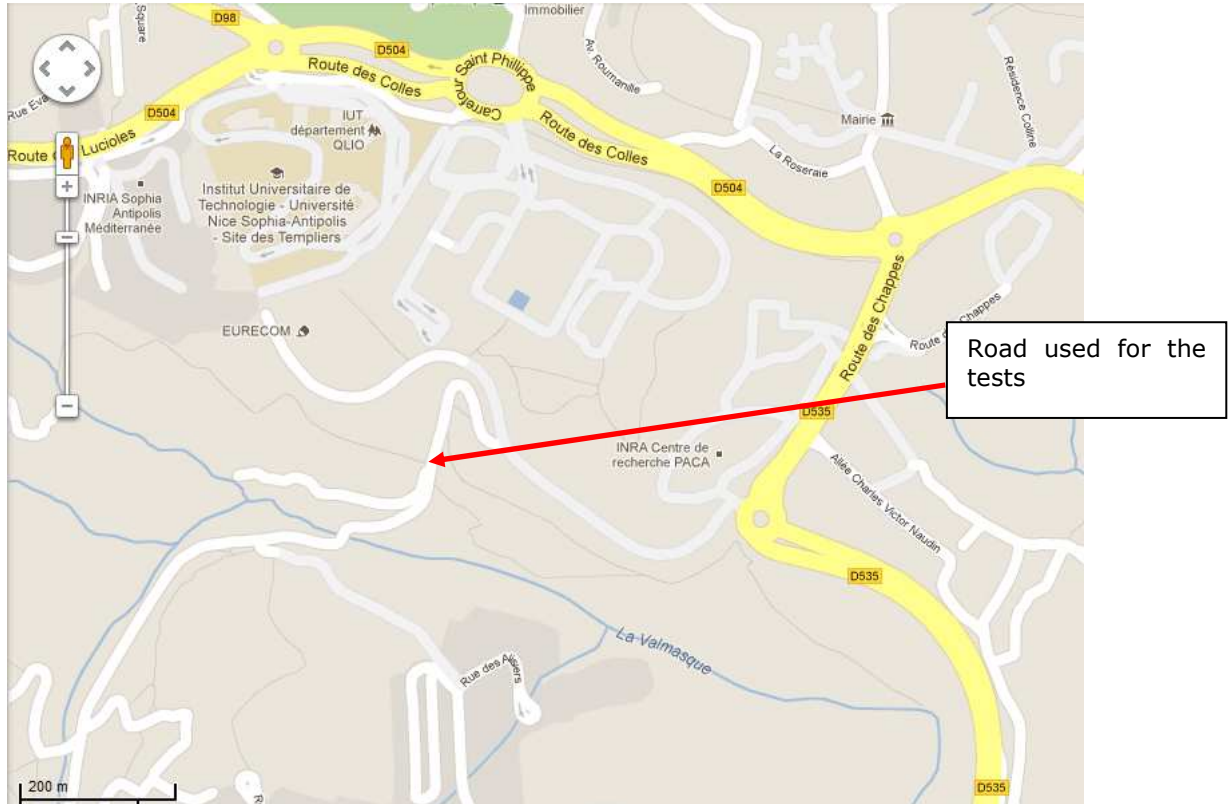 Immobilier
Square
D98
D504
Route des Colles
Carrefour Saint Phillippe
Av. Roumanille
Résidence Colline
Rue Eva
D504
IUT
département
QLIO
Route des Colles
Mairie
Route d
Lucioles
La Roseraie
D504
INRIA Sophia
Antipolis
Méditerranée
Institut Universitaire de
Technologie - Université
Nice Sophia-Antipolis
- Site des Templiers
Route des Chappes
EURECOM
Route de
Chappes
Road used for the
tests
D535
INRA Centre de
recherche PACA
Allée Charles Victor Naudin
D535
La Valmasque
Rue des Alisiers
200 m
R
D535